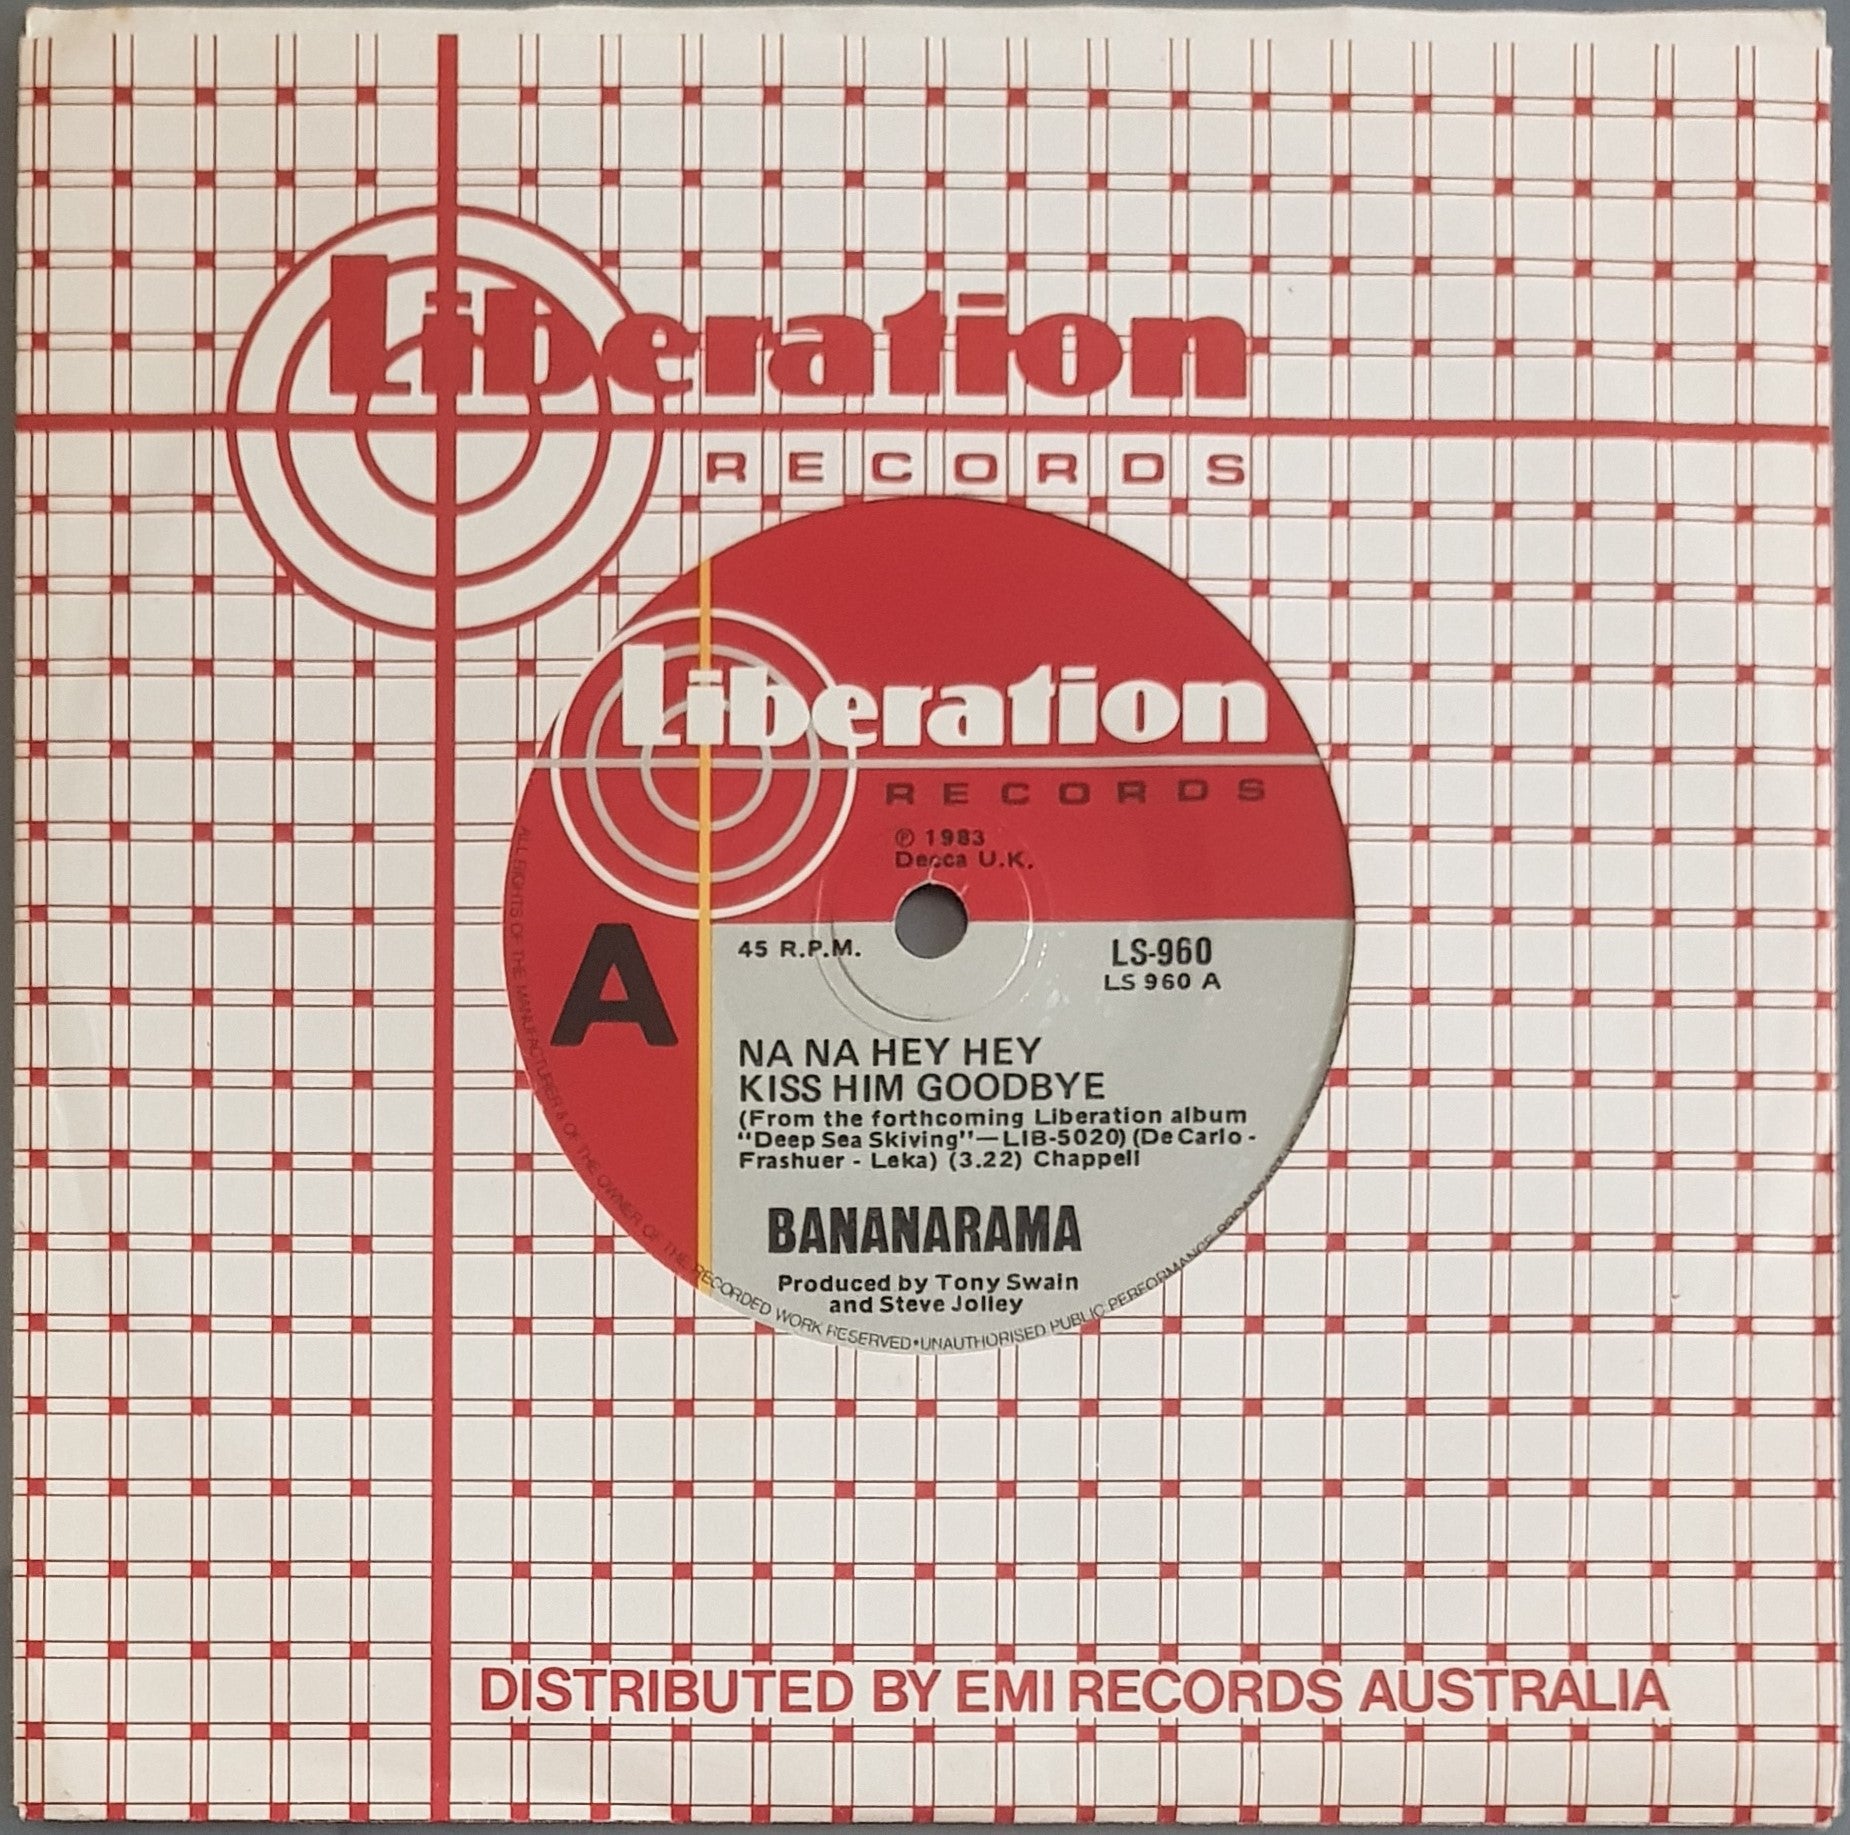 Liberation
RECORDS
Liberation
RECORDS
℗ 1983
Decca U.K.
A
45 R.P.M.
LS-960
LS 960 A
NA NA HEY HEY
KISS HIM GOODBYE
(From the forthcoming Liberation album
"Deep Sea Skiving"—LIB-5020) (De Carlo -
Frashuer - Leka) (3.22) Chappell
BANANARAMA
Produced by Tony Swain
and Steve Jolley
ALL RIGHTS OF THE MANUFACTURER & OF THE OWNER OF THE RECORDED WORK RESERVED•UNAUTHORISED PUBLIC PERFORMANCE
DISTRIBUTED BY EMI RECORDS AUSTRALIA